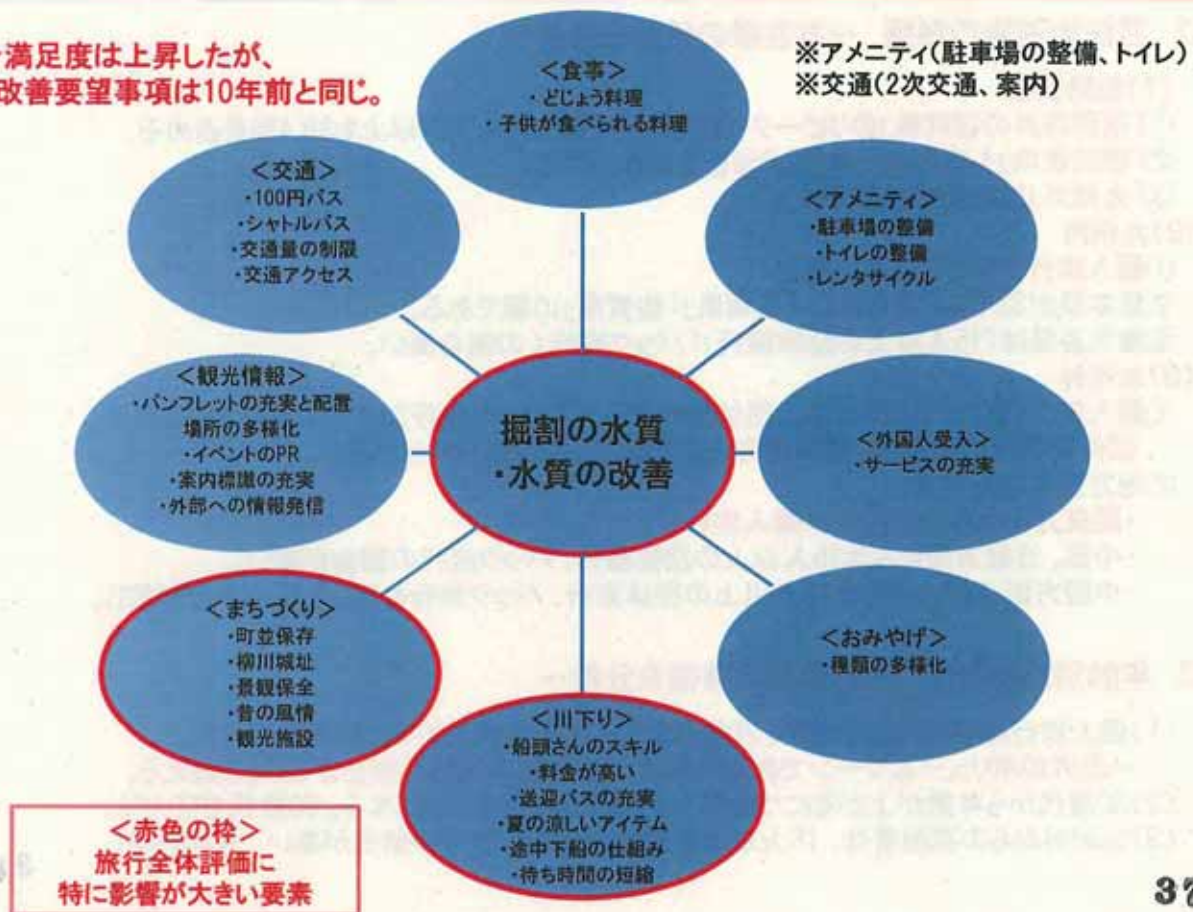 満足度は上昇したが、
改善要望事項は10年前と同じ。
※アメニティ(駐車場の整備、トイレ)
※交通(2次交通、案内)
<食事>
・どじょう料理
・子供が食べられる料理
<交通>
・100円バス
・シャトルバス
・交通量の制限
・交通アクセス
<アメニティ>
・駐車場の整備
・トイレの整備
・レンタサイクル
<観光情報>
・パンフレットの充実と配置
場所の多様化
・イベントのPR
・案内標識の充実
・外部への情報発信
掘割の水質
・水質の改善
<外国人受入>
・サービスの充実
<まちづくり>
・町並保存
・柳川城址
・景観保全
・昔の風情
・観光施設
<川下り>
・船頭さんのスキル
・料金が高い
・送迎バスの充実
・夏の涼しいアイテム
・途中下船の仕組み
・待ち時間の短縮
<おみやげ>
・種類の多様化
<赤色の枠>
旅行全体評価に
特に影響が大きい要素
37